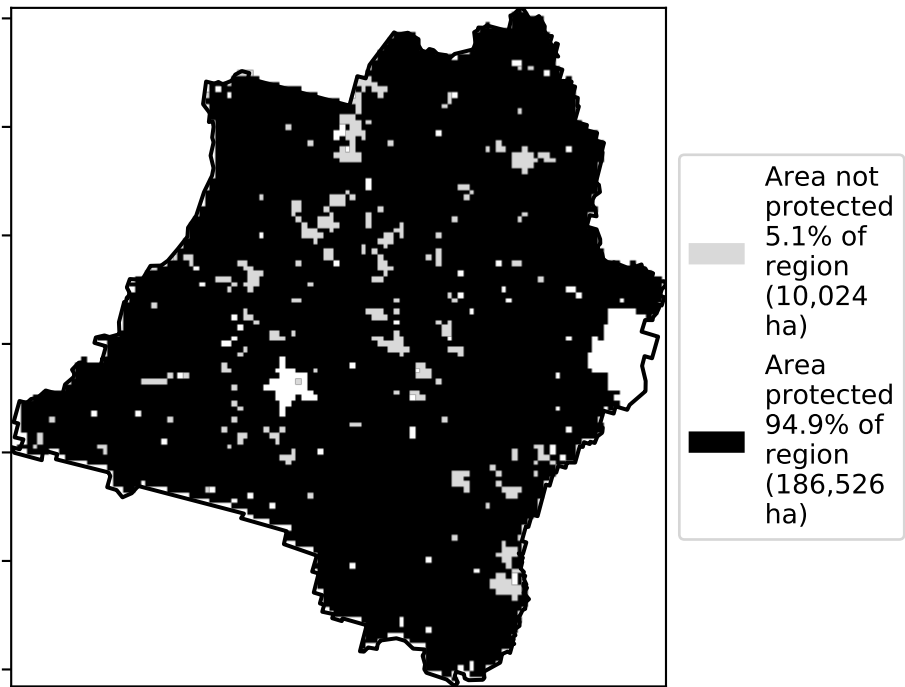 Area not
protected
5.1% of
region
(10,024
ha)
Area
protected
94.9% of
region
(186,526
ha)